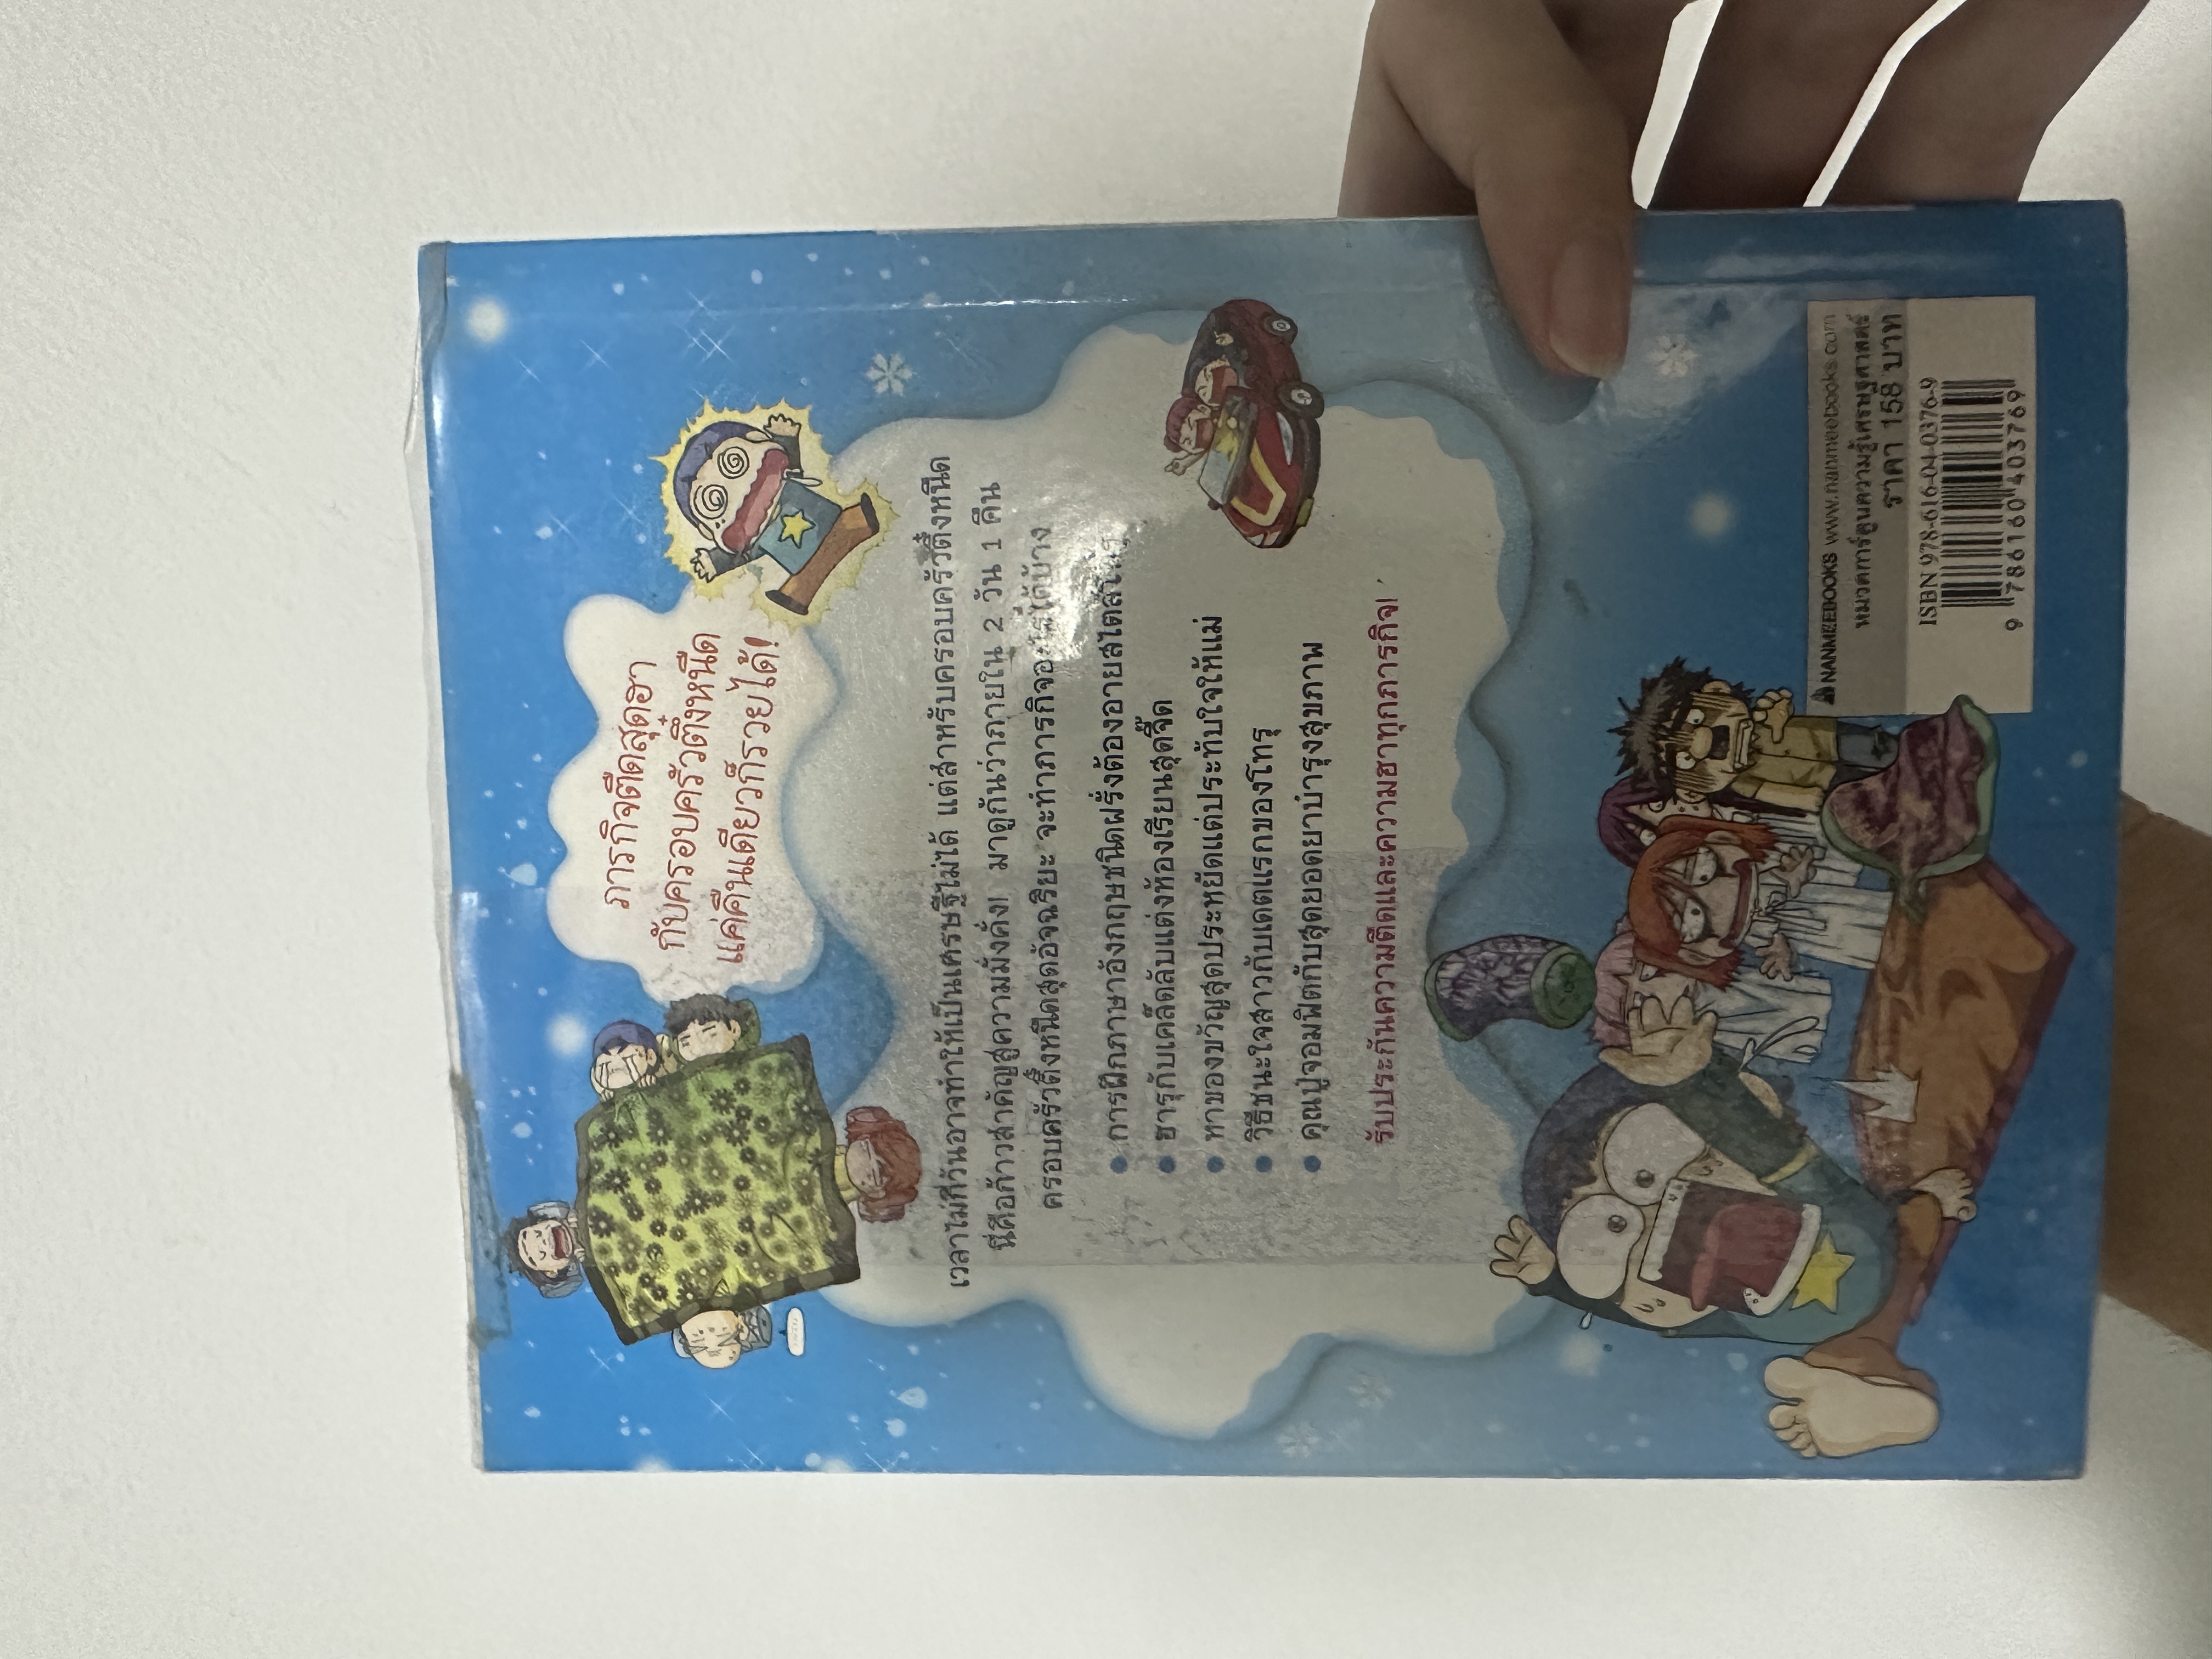 ภารกิจตืดสุดฮา
กับครอบครัวตึ๋งหนืด
แค่คืนเดียวก็รวยได้!
เวลาไม่กี่วันอาจทำให้เป็นเศรษฐีไม่ได้ แต่สำหรับครอบครัวตึ๋งหนืด
นี่คือก้าวสำคัญสู่ความมั่งคั่ง! มาดูกันว่าภายใน 2 วัน 1 คืน
ครอบครัวตึ๋งหนืดสุดอัจฉริยะ จะทำภารกิจอะไรได้บ้าง
• การฝึกภาษาอังกฤษชนิดฝรั่งต้องอายสไตล์โทรุ
• ฮารุกับเคล็ดลับแต่งห้องเรียนสุดจี๊ด
• หาของขวัญสุดประหยัดแต่ประทับใจให้แม่
• วิธีชนะใจสาวกับเดตแรกของโทรุ
• คุณปู่จอมฟิตกับสุดยอดยาบำรุงสุขภาพ
รับประกันความตืดและความฮาทุกภารกิจ!
NANMEEBOOKS www.nanmeebooks.com
หมวดการ์ตูนความรู้เศรษฐศาสตร์
ราคา 158 บาท
ISBN 978-616-04-0376-9
9 786160 403769